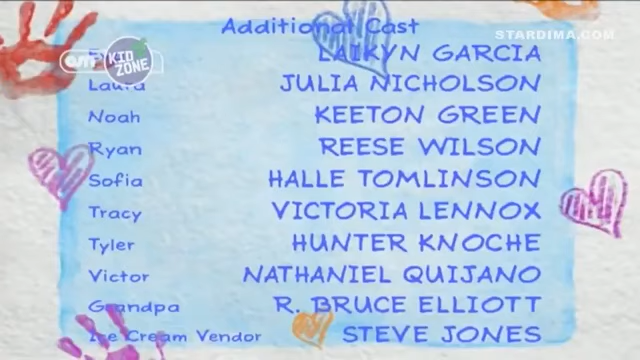 Additional Cast
STARDIMA.COM
LAIKYN GARCIA
OSN KID ZONE
Laura JULIA NICHOLSON
Noah KEETON GREEN
Ryan REESE WILSON
Sofia HALLE TOMLINSON
Tracy VICTORIA LENNOX
Tyler HUNTER KNOCHE
Victor NATHANIEL QUIJANO
Grandpa R. BRUCE ELLIOTT
Ice Cream Vendor STEVE JONES